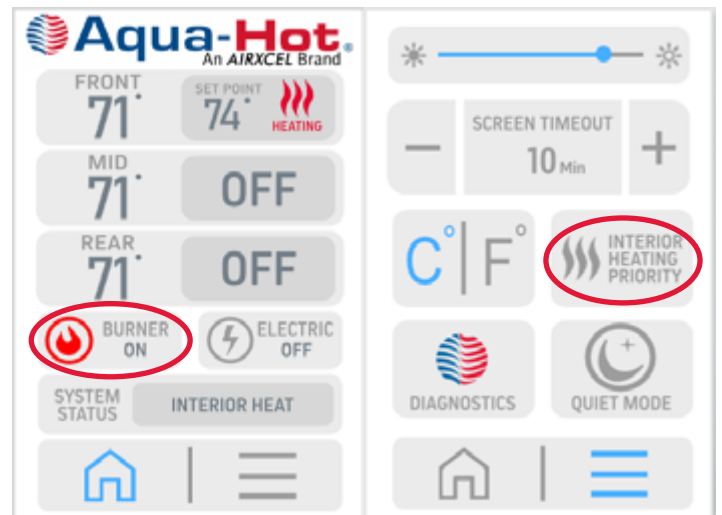 Aqua-Hot®
An AIRXCEL Brand
FRONT
71°
SET POINT
74°
HEATING
MID
71°
OFF
REAR
71°
OFF
BURNER
ON
ELECTRIC
OFF
SYSTEM
STATUS
INTERIOR HEAT
SCREEN TIMEOUT
10 Min
C° | F°
INTERIOR
HEATING
PRIORITY
DIAGNOSTICS
QUIET MODE